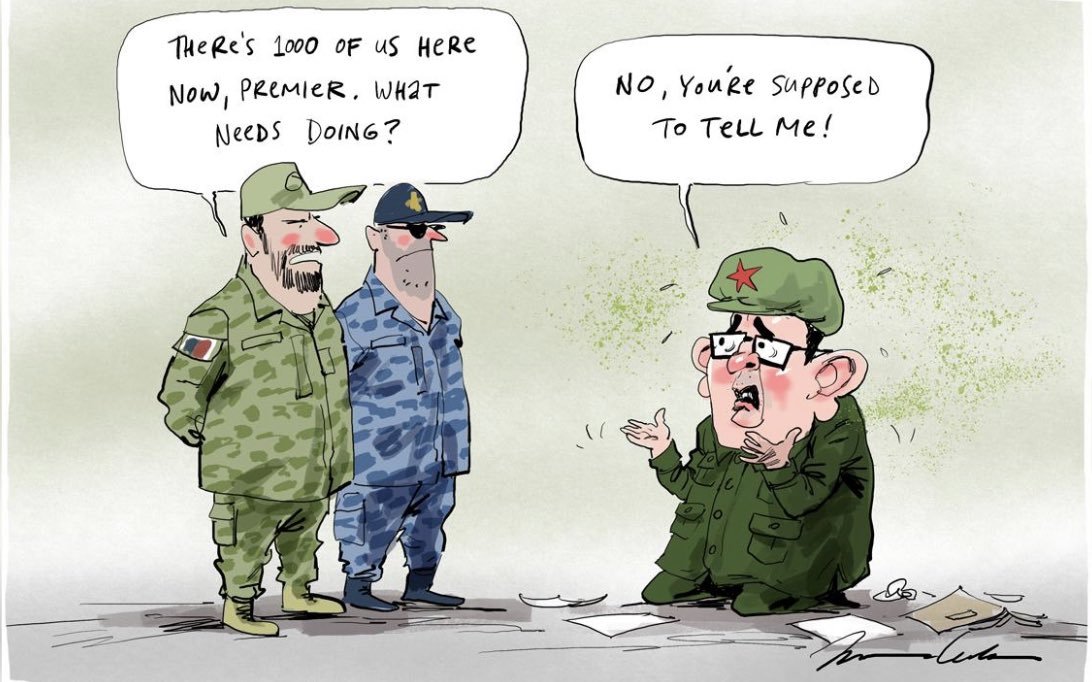 THERE'S 1000 OF US HERE
NOW, PREMIER. WHAT
NEEDS DOING?
NO, YOU'RE SUPPOSED
TO TELL ME!